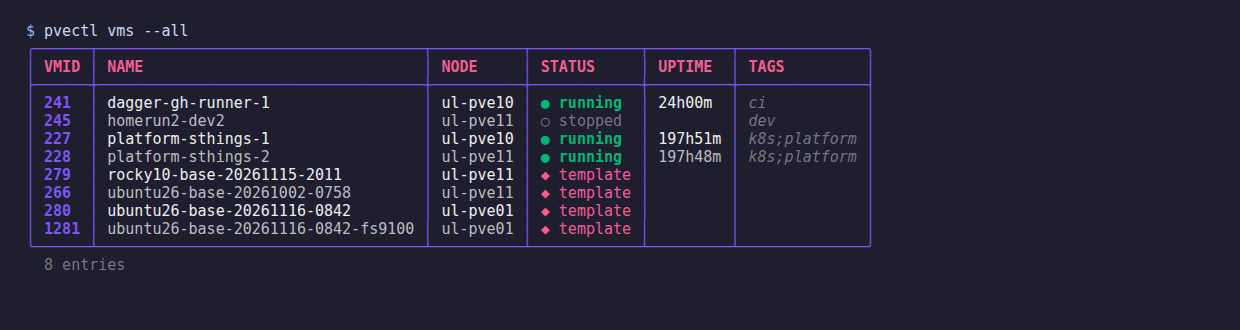 $ pvectl vms --all
VMID NAME NODE STATUS UPTIME TAGS
241 dagger-gh-runner-1 ul-pve10 ● running 24h00m ci
245 homerun2-dev2 ul-pve11 ○ stopped dev
227 platform-sthings-1 ul-pve10 ● running 197h51m k8s;platform
228 platform-sthings-2 ul-pve11 ● running 197h48m k8s;platform
279 rocky10-base-20261115-2011 ul-pve11 ◆ template
266 ubuntu26-base-20261002-0758 ul-pve11 ◆ template
280 ubuntu26-base-20261116-0842 ul-pve01 ◆ template
1281 ubuntu26-base-20261116-0842-fs9100 ul-pve01 ◆ template
8 entries